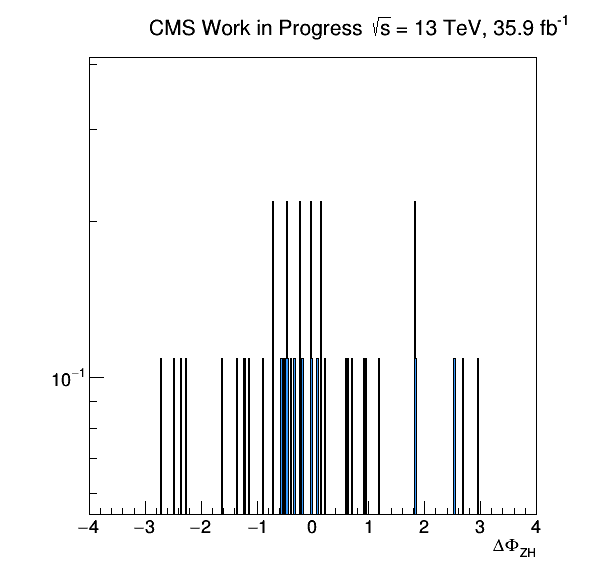 CMS Work in Progress √s = 13 TeV, 35.9 fb⁻¹
10⁻¹
−4 −3 −2 −1 0 1 2 3 4
ΔΦ_ZH